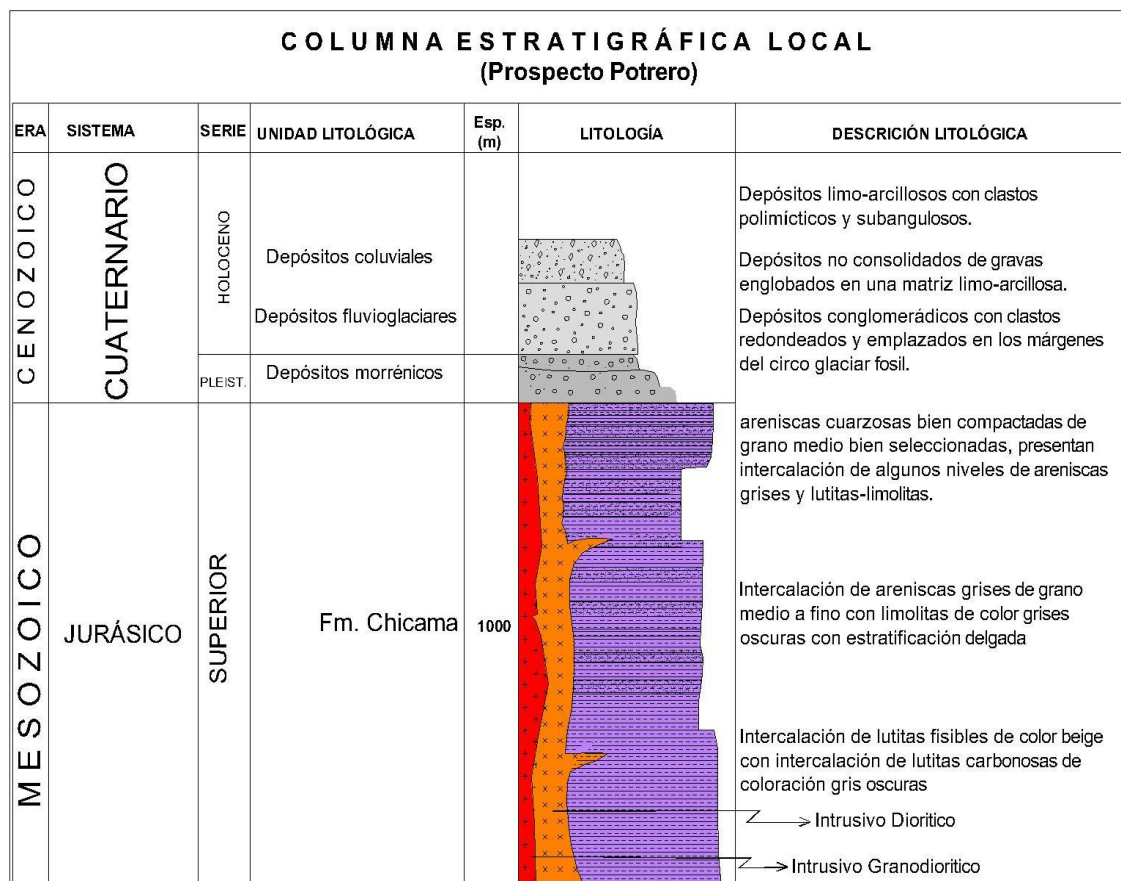 COLUMNA ESTRATIGRÁFICA LOCAL
(Prospecto Potrero)
ERA
SISTEMA
SERIE
UNIDAD LITOLÓGICA
Esp.
(m)
LITOLOGÍA
DESCRICIÓN LITOLÓGICA
CENOZOICO
CUATERNARIO
HOLOCENO
Depósitos coluviales
Depósitos fluvioglaciares
PLEIST.
Depósitos morrénicos
Depósitos limo-arcillosos con clastos
polimícticos y subangulosos.
Depósitos no consolidados de gravas
englobados en una matriz limo-arcillosa.
Depósitos conglomerádicos con clastos
redondeados y emplazados en los márgenes
del circo glaciar fosil.
MESOZOICO
JURÁSICO
SUPERIOR
Fm. Chicama
1000
areniscas cuarzosas bien compactadas de
grano medio bien seleccionadas, presentan
intercalación de algunos niveles de areniscas
grises y lutitas-limolitas.
Intercalación de areniscas grises de grano
medio a fino con limolitas de color grises
oscuras con estratificación delgada
Intercalación de lutitas fisibles de color beige
con intercalación de lutitas carbonosas de
coloración gris oscuras
Intrusivo Dioritico
Intrusivo Granodioritico